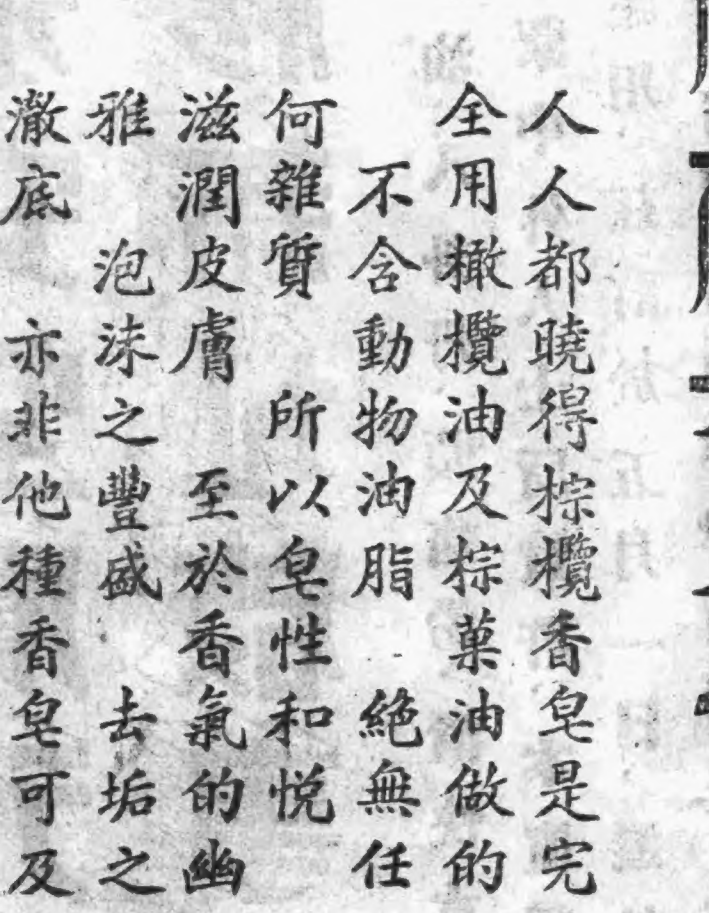 人人都曉得棕欖香皂是完
全用橄欖油及棕菓油做的
不含動物油脂 絕無任
何雜質 所以皂性和悅
滋潤皮膚 至於香氣的幽
雅 泡沫之豐盛 去垢之
澈底 亦非他種香皂可及